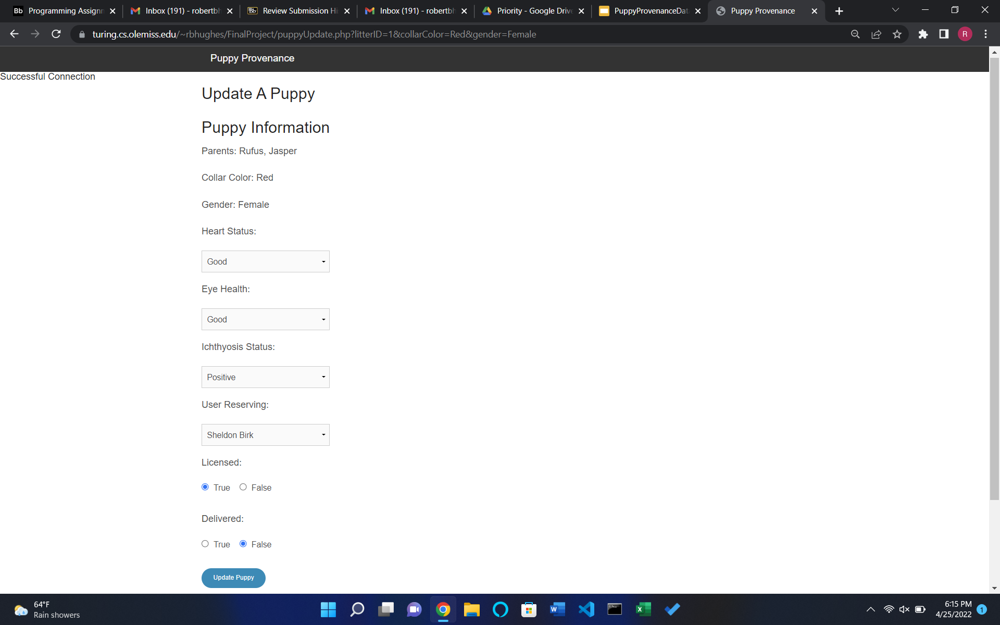 Bb Programming Assignn
Inbox (191) - robertbh
Bb Review Submission Hi
Inbox (191) - robertbh
Priority - Google Drive
PuppyProvenanceDat
Puppy Provenance
turing.cs.olemiss.edu/~rbhughes/FinalProject/puppyUpdate.php?litterID=1&collarColor=Red&gender=Female
R
Puppy Provenance
Successful Connection
Update A Puppy
Puppy Information
Parents: Rufus, Jasper
Collar Color: Red
Gender: Female
Heart Status:
Good
Eye Health:
Good
Ichthyosis Status:
Positive
User Reserving:
Sheldon Birk
Licensed:
True False
Delivered:
True False
Update Puppy
64°F
Rain showers
6:15 PM
4/25/2022
1